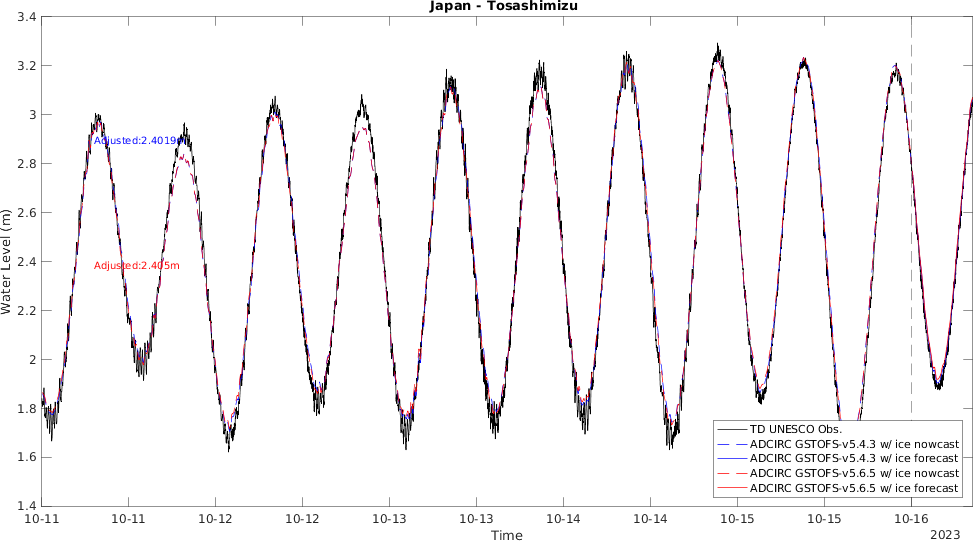 Japan - Tosashimizu
3.4
3.2
3
2.8
2.6
2.4
2.2
2
1.8
1.6
1.4
Water Level (m)
Adjusted:2.4019m
Adjusted:2.405m
TD UNESCO Obs.
ADCIRC GSTOFS-v5.4.3 w/ ice nowcast
ADCIRC GSTOFS-v5.4.3 w/ ice forecast
ADCIRC GSTOFS-v5.6.5 w/ ice nowcast
ADCIRC GSTOFS-v5.6.5 w/ ice forecast
10-11 10-11 10-12 10-12 10-13 10-13 10-14 10-14 10-15 10-15 10-16
Time
2023